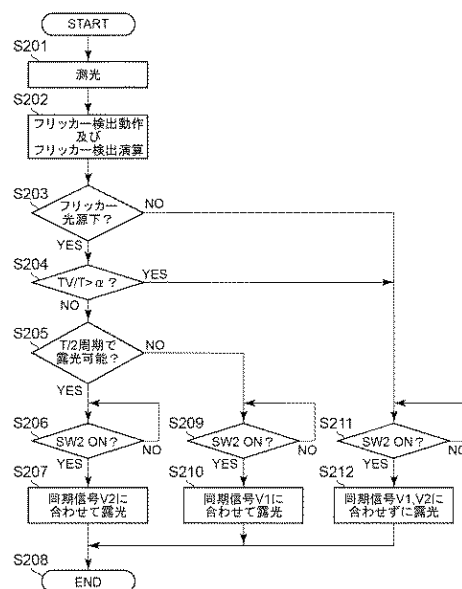 START
S201
測光
S202
フリッカー検出動作
及び
フリッカー検出演算
S203
フリッカー
光源下？
NO
YES
S204
TV/T>α？
YES
NO
S205
T/2周期で
露光可能？
NO
YES
S206
SW2 ON？
NO
YES
S207
同期信号V2に
合わせて露光
S209
SW2 ON？
NO
YES
S210
同期信号V1に
合わせて露光
S211
SW2 ON？
NO
YES
S212
同期信号V1,V2に
合わせずに露光
S208
END